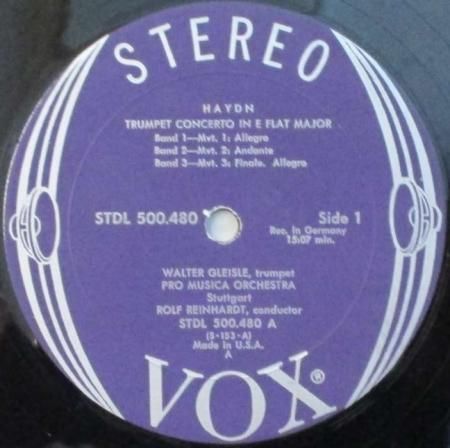 STEREO
HAYDN
TRUMPET CONCERTO IN E FLAT MAJOR
Band 1—Mvt. 1: Allegro
Band 2—Mvt. 2: Andante
Band 3—Mvt. 3: Finale. Allegro
STDL 500.480
Side 1
Rec. in Germany
15:07 min.
WALTER GLEISLE, trumpet
PRO MUSICA ORCHESTRA
Stuttgart
ROLF REINHARDT, conductor
STDL 500.480 A
(S-153-A)
Made in U.S.A.
A
VOX®